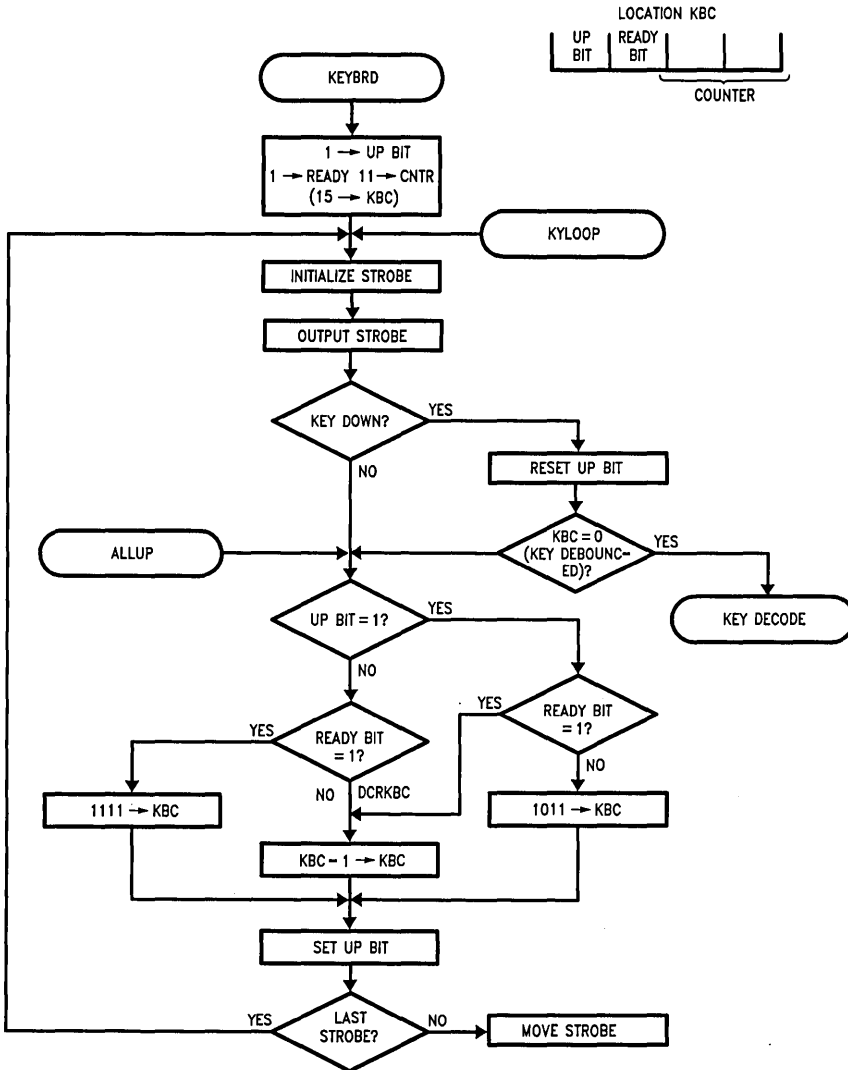 LOCATION KBC
UP
BIT
READY
BIT
COUNTER
KEYBRD
1 → UP BIT
1 → READY 11 → CNTR
(15 → KBC)
KYLOOP
INITIALIZE STROBE
OUTPUT STROBE
KEY DOWN?
YES
NO
RESET UP BIT
ALLUP
KBC = 0
(KEY DEBOUNC-
ED)?
YES
KEY DECODE
UP BIT = 1?
YES
NO
READY BIT
= 1?
YES
NO
READY BIT
= 1?
YES
NO DCRKBC
1111 → KBC
1011 → KBC
KBC - 1 → KBC
SET UP BIT
LAST
STROBE?
YES
NO
MOVE STROBE